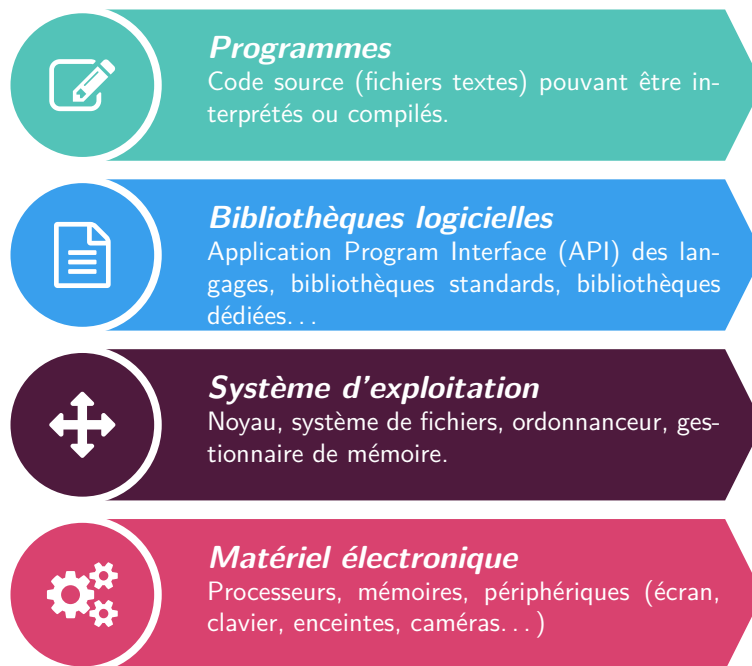 Programmes
Code source (fichiers textes) pouvant être in-
terprétés ou compilés.
Bibliothèques logicielles
Application Program Interface (API) des lan-
gages, bibliothèques standards, bibliothèques
dédiées...
Système d'exploitation
Noyau, système de fichiers, ordonnanceur, ges-
tionnaire de mémoire.
Matériel électronique
Processeurs, mémoires, périphériques (écran,
clavier, enceintes, caméras...)